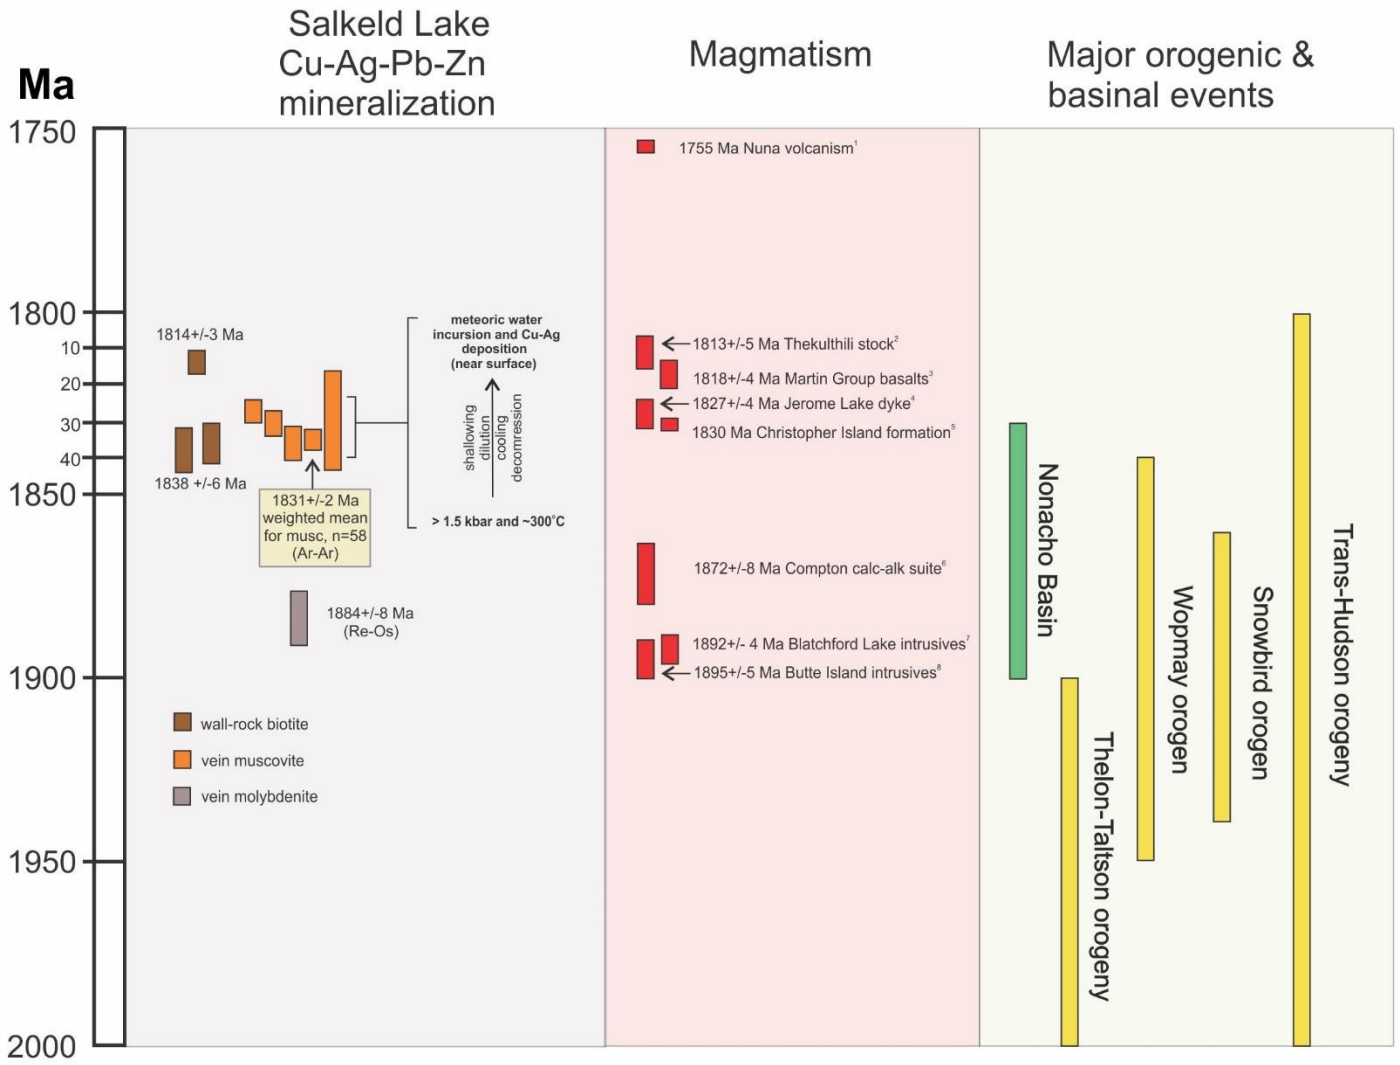 Salkeld Lake
Cu-Ag-Pb-Zn
mineralization
Magmatism
Major orogenic &
basinal events
Ma
1750
1800
10
20
30
40
1850
1900
1950
2000
1814+/-3 Ma
1838 +/-6 Ma
1831+/-2 Ma
weighted mean
for musc, n=58
(Ar-Ar)
1884+/-8 Ma
(Re-Os)
meteoric water
incursion and Cu-Ag
deposition
(near surface)
shallowing
dilution
cooling
decomression
> 1.5 kbar and ~300°C
wall-rock biotite
vein muscovite
vein molybdenite
1755 Ma Nuna volcanism¹
1813+/-5 Ma Thekulthili stock²
1818+/-4 Ma Martin Group basalts³
1827+/-4 Ma Jerome Lake dyke⁴
1830 Ma Christopher Island formation⁵
1872+/-8 Ma Compton calc-alk suite⁶
1892+/- 4 Ma Blatchford Lake intrusives⁷
1895+/-5 Ma Butte Island intrusives⁸
Nonacho Basin
Thelon-Taltson orogeny
Wopmay orogen
Snowbird orogen
Trans-Hudson orogeny